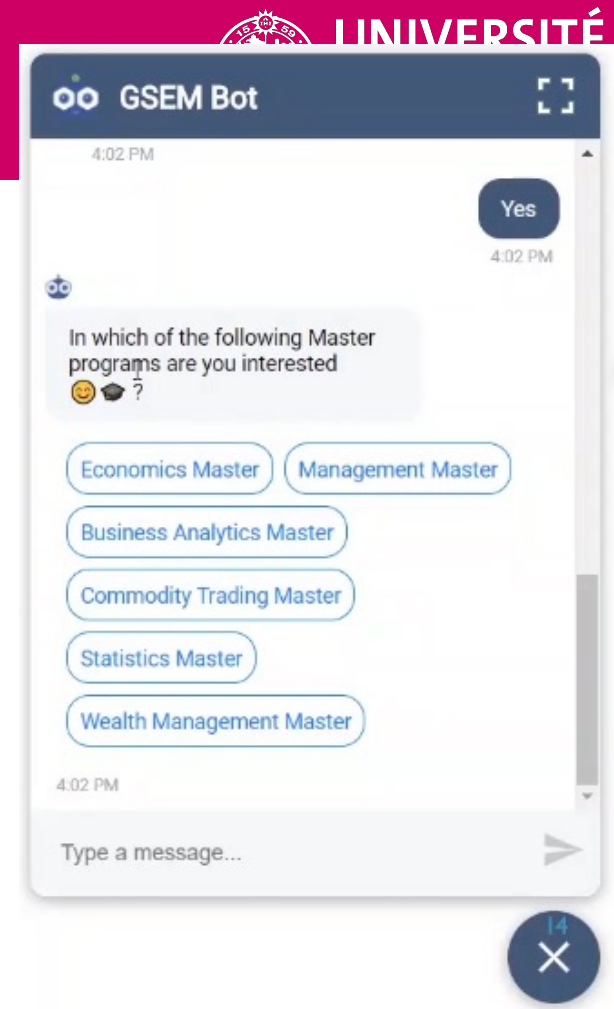 15 59
UNIVERSITÉ
GSEM Bot
4:02 PM
Yes
4:02 PM
In which of the following Master
programs are you interested
😊🎓 ?
Economics Master
Management Master
Business Analytics Master
Commodity Trading Master
Statistics Master
Wealth Management Master
4:02 PM
Type a message...
14